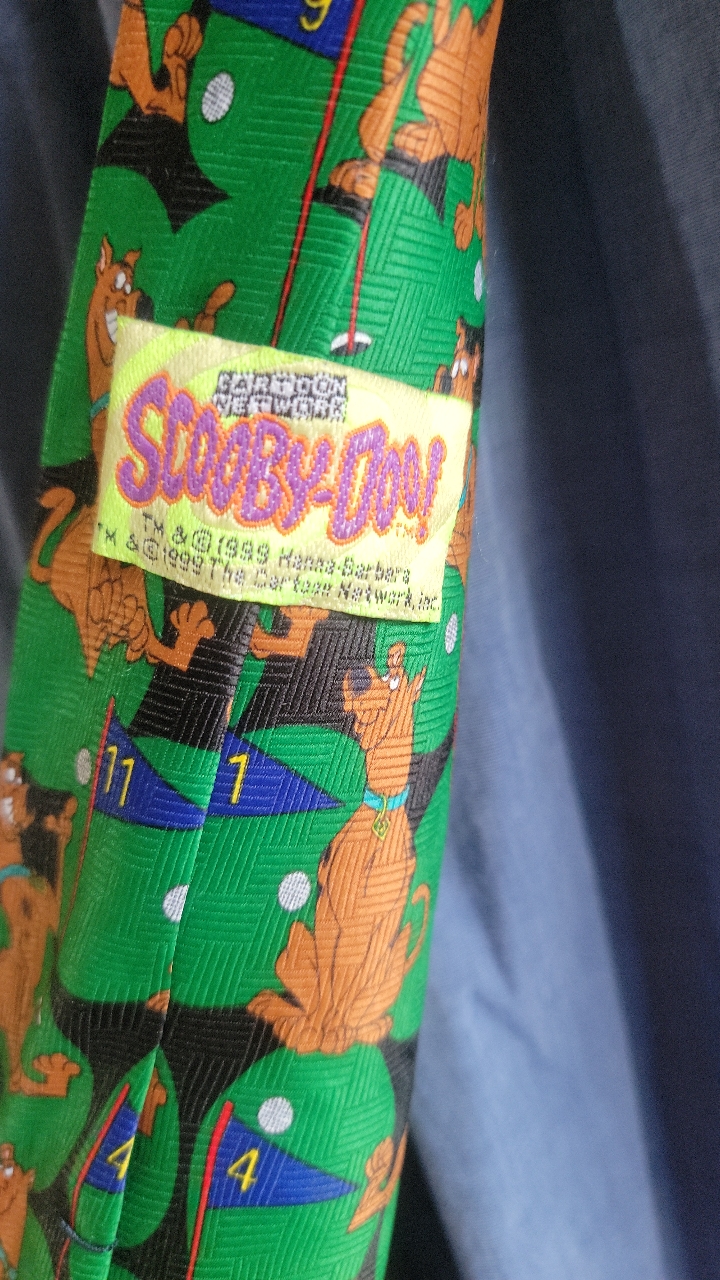 9
CARTOON
NETWORK
SCOOBY-DOO!
TM
TM & © 1999 Hanna-Barbera
TM & © 1999 The Cartoon Network, Inc.
11
1
4
4